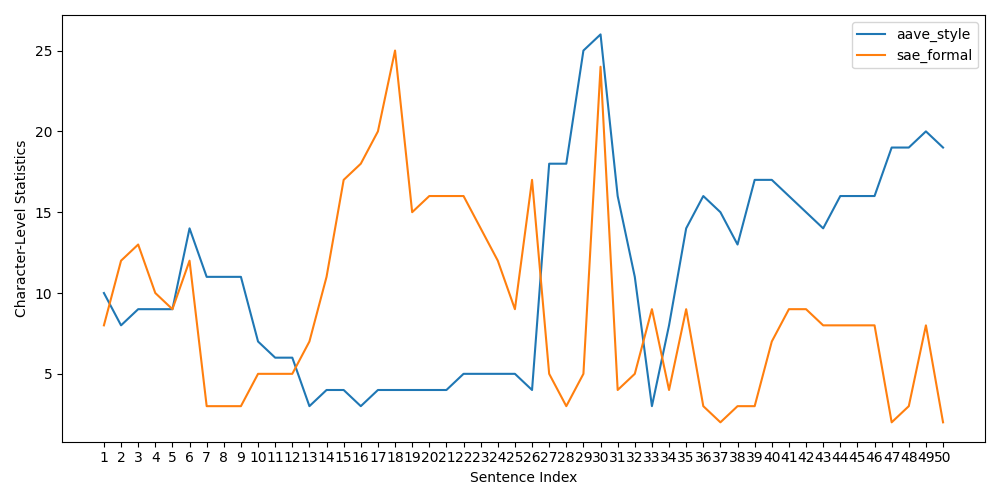 aave_style
sae_formal
Character-Level Statistics
25
20
15
10
5
1 2 3 4 5 6 7 8 9 10 11 12 13 14 15 16 17 18 19 20 21 22 23 24 25 26 27 28 29 30 31 32 33 34 35 36 37 38 39 40 41 42 43 44 45 46 47 48 49 50
Sentence Index